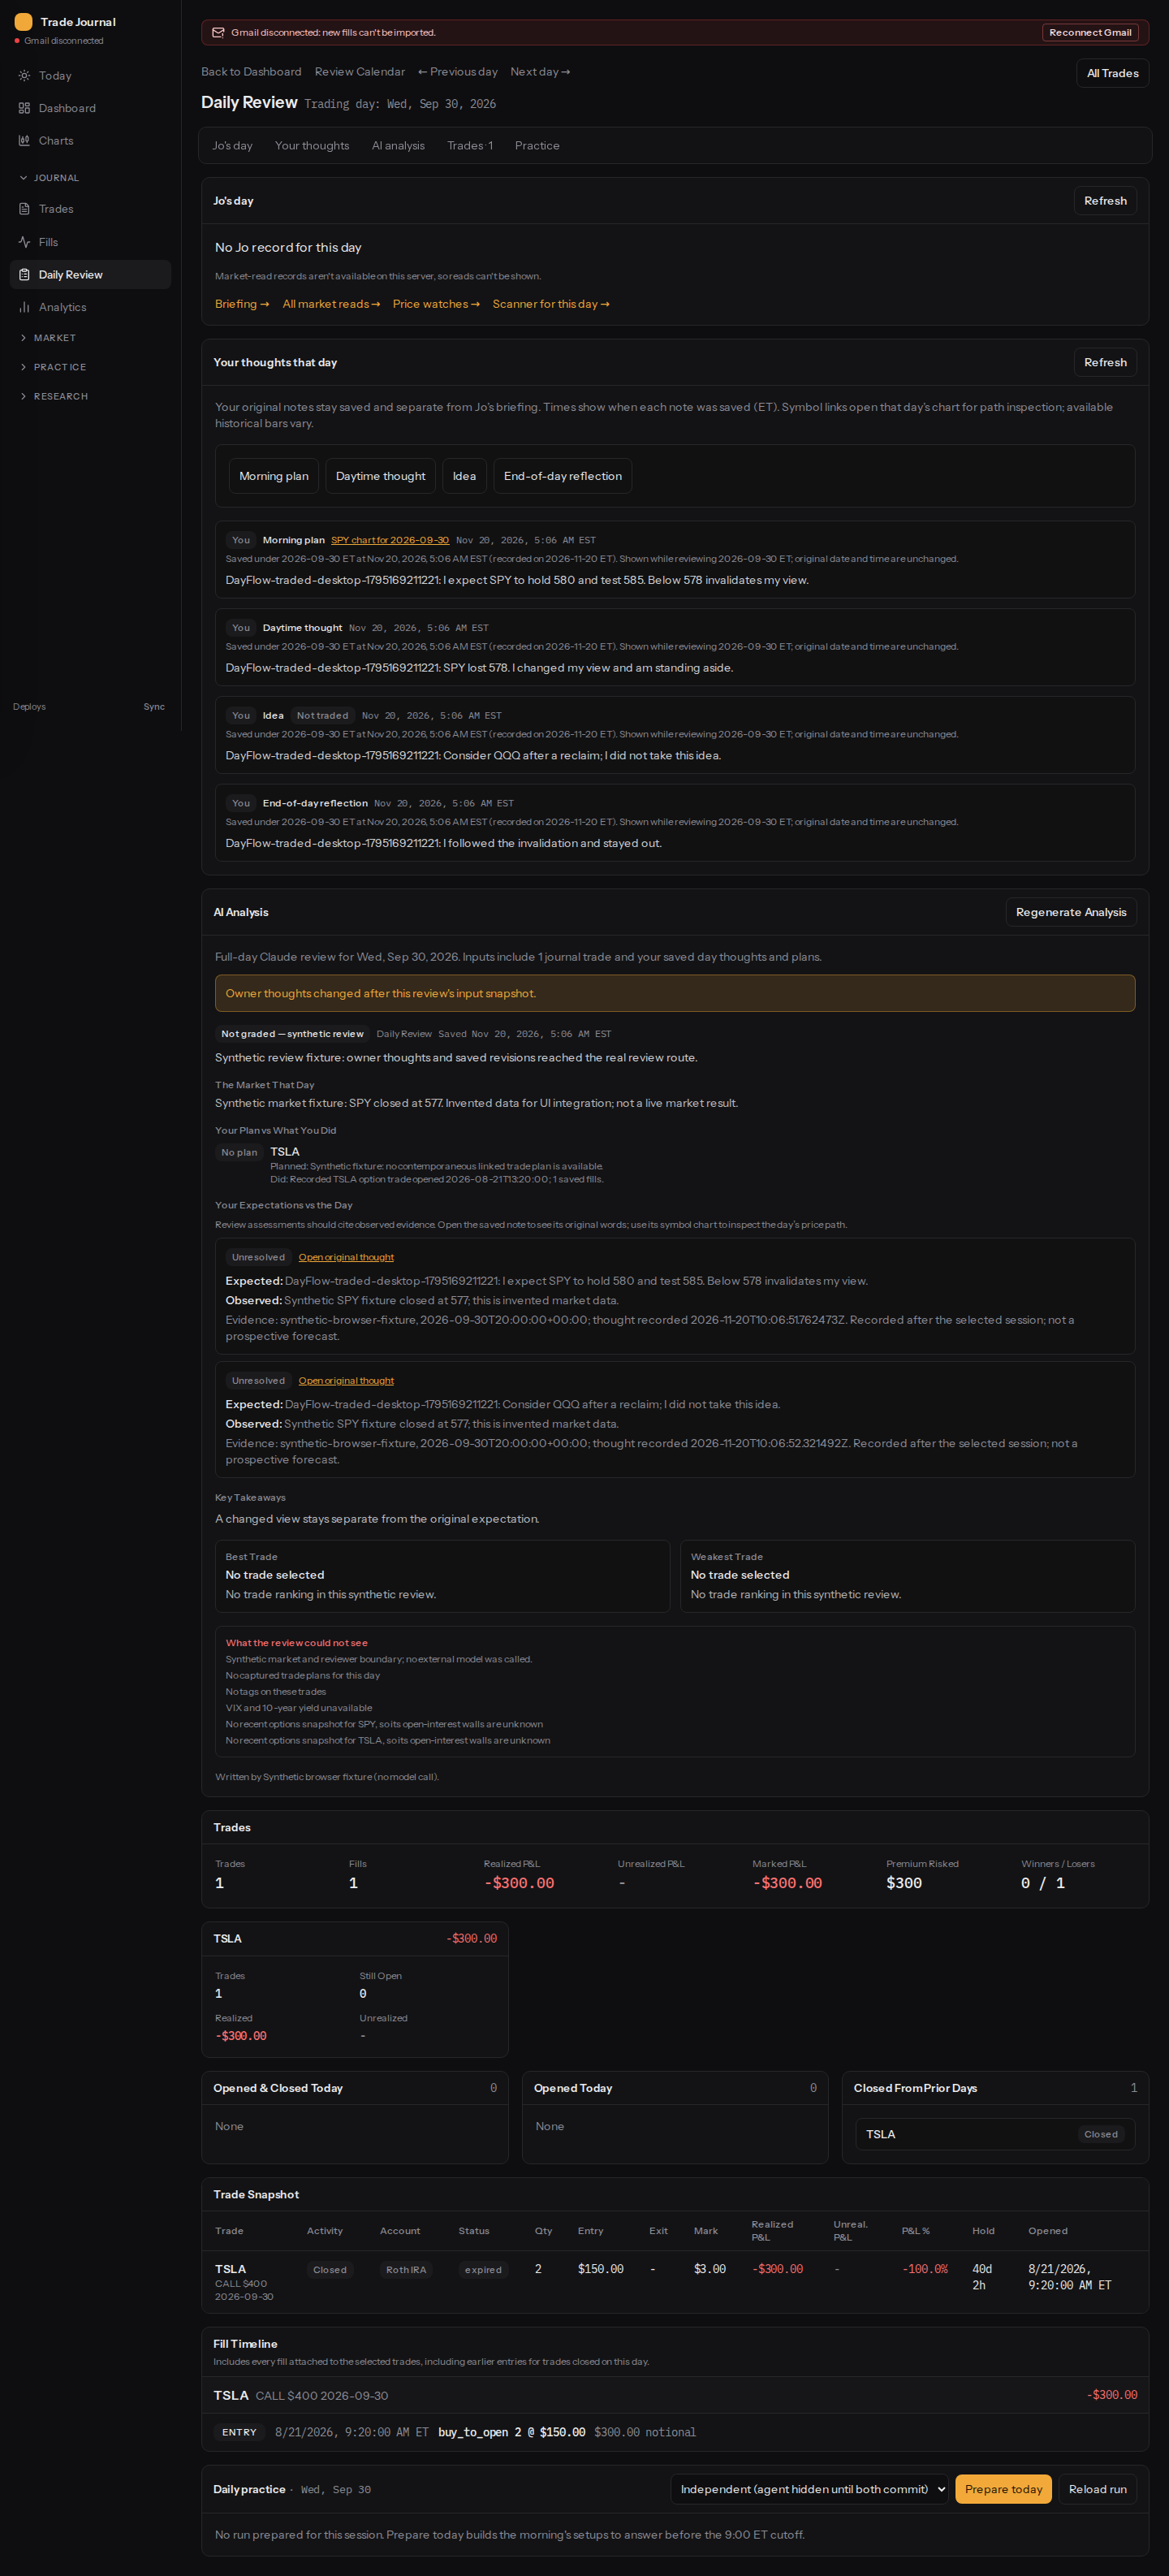 Trade Journal
Gmail disconnected
Today
Dashboard
Charts
JOURNAL
Trades
Fills
Daily Review
Analytics
MARKET
PRACTICE
RESEARCH
Deploys Sync
Gmail disconnected: new fills can't be imported. Reconnect Gmail
Back to Dashboard Review Calendar ← Previous day Next day → All Trades
Daily Review Trading day: Wed, Sep 30, 2026
Jo's day Your thoughts AI analysis Trades · 1 Practice
Jo's day Refresh
No Jo record for this day
Market-read records aren't available on this server, so reads can't be shown.
Briefing → All market reads → Price watches → Scanner for this day →
Your thoughts that day Refresh
Your original notes stay saved and separate from Jo's briefing. Times show when each note was saved (ET). Symbol links open that day's chart for path inspection; available
historical bars vary.
Morning plan Daytime thought Idea End-of-day reflection
You Morning plan SPY chart for 2026-09-30 Nov 20, 2026, 5:06 AM EST
Saved under 2026-09-30 ET at Nov 20, 2026, 5:06 AM EST (recorded on 2026-11-20 ET). Shown while reviewing 2026-09-30 ET; original date and time are unchanged.
DayFlow-traded-desktop-1795169211221: I expect SPY to hold 580 and test 585. Below 578 invalidates my view.
You Daytime thought Nov 20, 2026, 5:06 AM EST
Saved under 2026-09-30 ET at Nov 20, 2026, 5:06 AM EST (recorded on 2026-11-20 ET). Shown while reviewing 2026-09-30 ET; original date and time are unchanged.
DayFlow-traded-desktop-1795169211221: SPY lost 578. I changed my view and am standing aside.
You Idea Not traded Nov 20, 2026, 5:06 AM EST
Saved under 2026-09-30 ET at Nov 20, 2026, 5:06 AM EST (recorded on 2026-11-20 ET). Shown while reviewing 2026-09-30 ET; original date and time are unchanged.
DayFlow-traded-desktop-1795169211221: Consider QQQ after a reclaim; I did not take this idea.
You End-of-day reflection Nov 20, 2026, 5:06 AM EST
Saved under 2026-09-30 ET at Nov 20, 2026, 5:06 AM EST (recorded on 2026-11-20 ET). Shown while reviewing 2026-09-30 ET; original date and time are unchanged.
DayFlow-traded-desktop-1795169211221: I followed the invalidation and stayed out.
AI Analysis Regenerate Analysis
Full-day Claude review for Wed, Sep 30, 2026. Inputs include 1 journal trade and your saved day thoughts and plans.
Owner thoughts changed after this review's input snapshot.
Not graded — synthetic review Daily Review Saved Nov 20, 2026, 5:06 AM EST
Synthetic review fixture: owner thoughts and saved revisions reached the real review route.
The Market That Day
Synthetic market fixture: SPY closed at 577. Invented data for UI integration; not a live market result.
Your Plan vs What You Did
No plan TSLA
Planned: Synthetic fixture: no contemporaneous linked trade plan is available.
Did: Recorded TSLA option trade opened 2026-08-21T13:20:00; 1 saved fills.
Your Expectations vs the Day
Review assessments should cite observed evidence. Open the saved note to see its original words; use its symbol chart to inspect the day's price path.
Unresolved Open original thought
Expected: DayFlow-traded-desktop-1795169211221: I expect SPY to hold 580 and test 585. Below 578 invalidates my view.
Observed: Synthetic SPY fixture closed at 577; this is invented market data.
Evidence: synthetic-browser-fixture, 2026-09-30T20:00:00+00:00; thought recorded 2026-11-20T10:06:51.762473Z. Recorded after the selected session; not a
prospective forecast.
Unresolved Open original thought
Expected: DayFlow-traded-desktop-1795169211221: Consider QQQ after a reclaim; I did not take this idea.
Observed: Synthetic SPY fixture closed at 577; this is invented market data.
Evidence: synthetic-browser-fixture, 2026-09-30T20:00:00+00:00; thought recorded 2026-11-20T10:06:52.321492Z. Recorded after the selected session; not a
prospective forecast.
Key Takeaways
A changed view stays separate from the original expectation.
Best Trade Weakest Trade
No trade selected No trade selected
No trade ranking in this synthetic review. No trade ranking in this synthetic review.
What the review could not see
Synthetic market and reviewer boundary; no external model was called.
No captured trade plans for this day
No tags on these trades
VIX and 10-year yield unavailable
No recent options snapshot for SPY, so its open-interest walls are unknown
No recent options snapshot for TSLA, so its open-interest walls are unknown
Written by Synthetic browser fixture (no model call).
Trades
Trades Fills Realized P&L Unrealized P&L Marked P&L Premium Risked Winners / Losers
1 1 -$300.00 - -$300.00 $300 0 / 1
TSLA -$300.00
Trades Still Open
1 0
Realized Unrealized
-$300.00 -
Opened & Closed Today 0 Opened Today 0 Closed From Prior Days 1
None None TSLA Closed
Trade Snapshot
Trade Activity Account Status Qty Entry Exit Mark Realized P&L Unreal. P&L P&L % Hold Opened
TSLA Closed Roth IRA expired 2 $150.00 - $3.00 -$300.00 - -100.0% 40d 8/21/2026,
CALL $400 2h 9:20:00 AM ET
2026-09-30
Fill Timeline
Includes every fill attached to the selected trades, including earlier entries for trades closed on this day.
TSLA CALL $400 2026-09-30 -$300.00
ENTRY 8/21/2026, 9:20:00 AM ET buy_to_open 2 @ $150.00 $300.00 notional
Daily practice · Wed, Sep 30 Independent (agent hidden until both commit) Prepare today Reload run
No run prepared for this session. Prepare today builds the morning's setups to answer before the 9:00 ET cutoff.